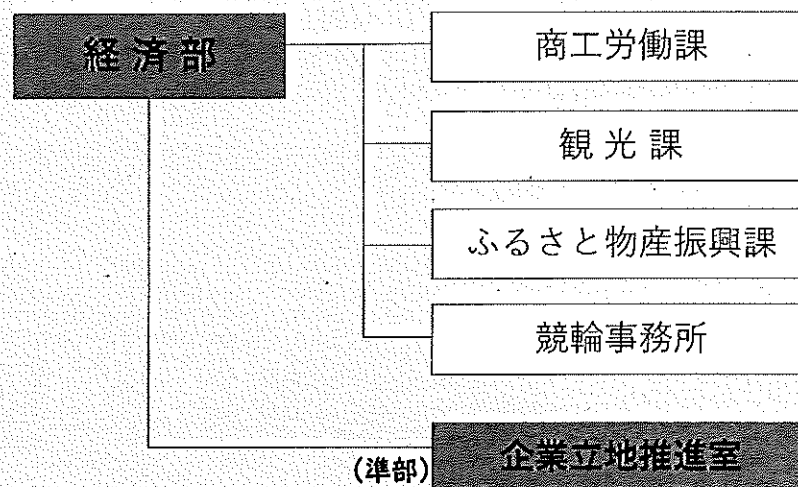 経済部
商工労働課
観光課
ふるさと物産振興課
競輪事務所
(準部)
企業立地推進室